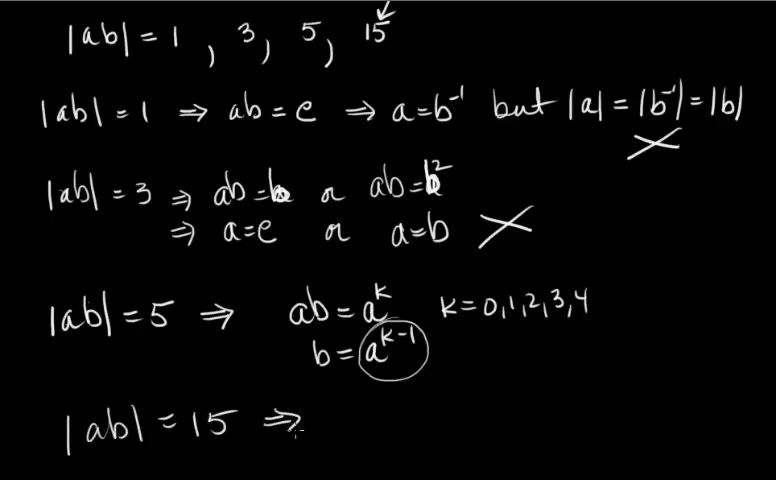 |ab| = 1, 3, 5, 15
|ab| = 1 ⇒ ab = e ⇒ a = b⁻¹ but |a| = |b⁻¹| = |b|
|ab| = 3 ⇒ ab = b or ab = b²
⇒ a = e or a = b
|ab| = 5 ⇒ ab = aᵏ k = 0, 1, 2, 3, 4
b = aᵏ⁻¹
|ab| = 15 ⇒